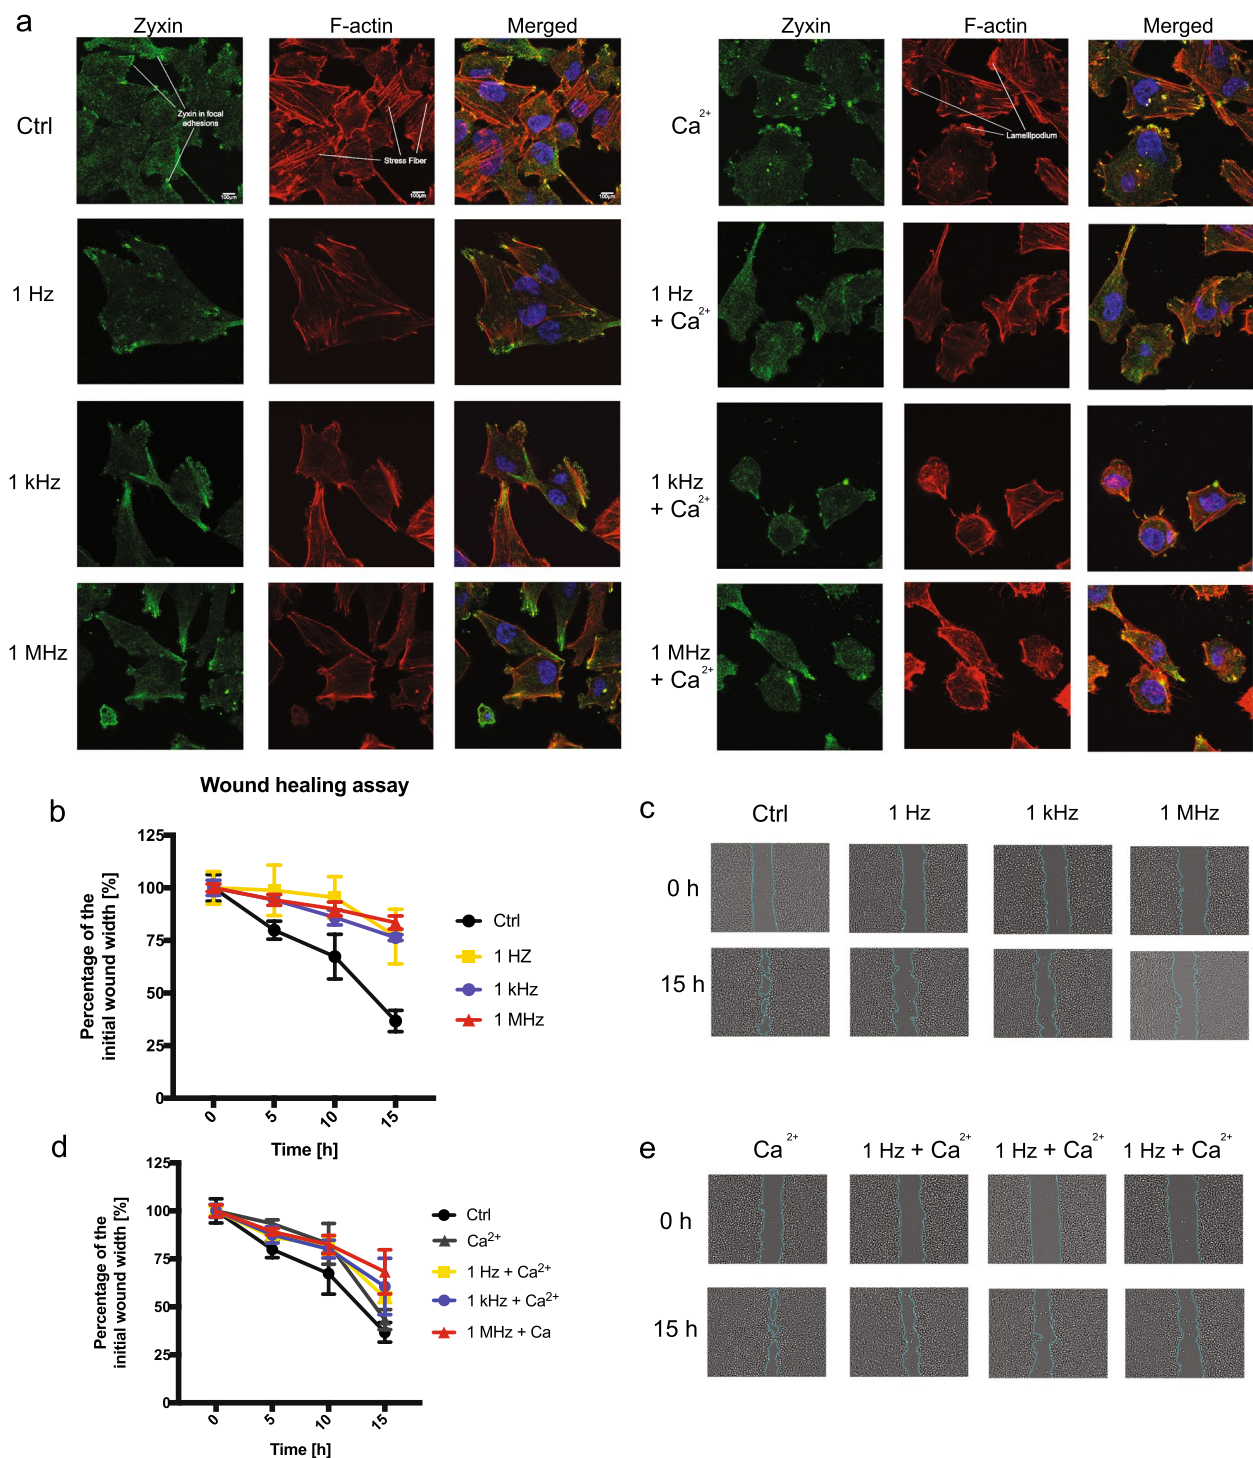 a
Zyxin F-actin Merged
Zyxin F-actin Merged
Ctrl
Zyxin in focal
adhesions
Stress Fiber
100µm
100µm
100µm
Ca²⁺
Lamellipodium
1 Hz
1 Hz
+ Ca²⁺
1 kHz
1 kHz
+ Ca²⁺
1 MHz
1 MHz
+ Ca²⁺
Wound healing assay
b
Percentage of the
initial wound width [%]
125
100
75
50
25
0
0 5 10 15
Time [h]
Ctrl
1 HZ
1 kHz
1 MHz
c
Ctrl 1 Hz 1 kHz 1 MHz
0 h
15 h
d
Percentage of the
initial wound width [%]
125
100
75
50
25
0
0 5 10 15
Time [h]
Ctrl
Ca²⁺
1 Hz + Ca²⁺
1 kHz + Ca²⁺
1 MHz + Ca
e
Ca²⁺ 1 Hz + Ca²⁺ 1 Hz + Ca²⁺ 1 Hz + Ca²⁺
0 h
15 h